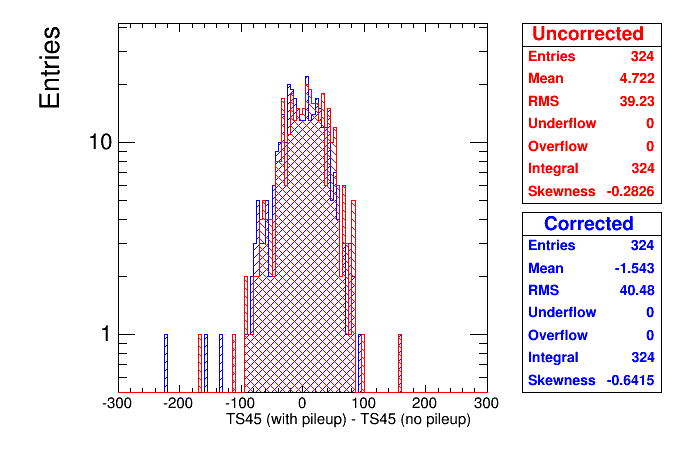 Entries
10
1
-300 -200 -100 0 100 200 300
TS45 (with pileup) - TS45 (no pileup)
Uncorrected
Entries 324
Mean 4.722
RMS 39.23
Underflow 0
Overflow 0
Integral 324
Skewness -0.2826
Corrected
Entries 324
Mean -1.543
RMS 40.48
Underflow 0
Overflow 0
Integral 324
Skewness -0.6415